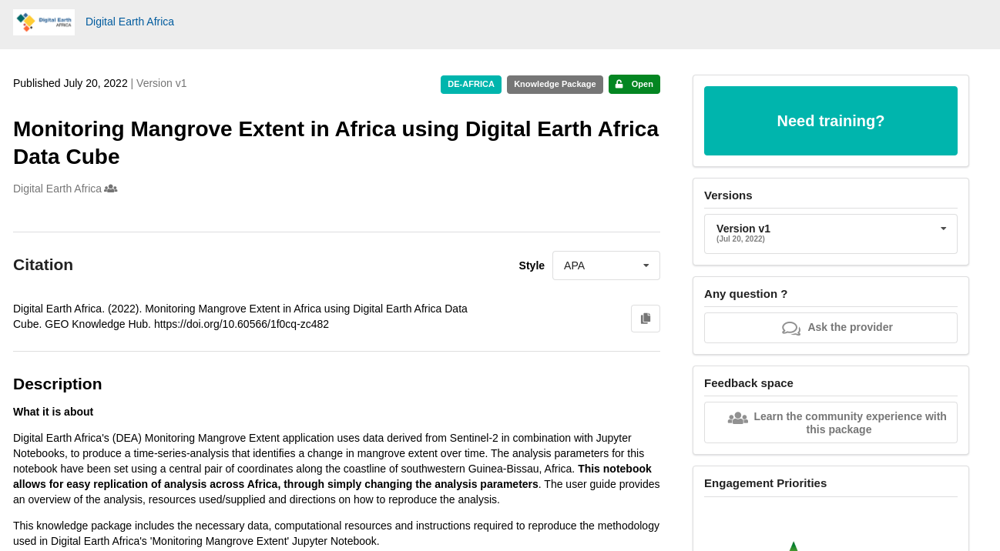 Digital Earth
AFRICA
Digital Earth Africa
Published July 20, 2022 | Version v1
DE-AFRICA
Knowledge Package
Open
Monitoring Mangrove Extent in Africa using Digital Earth Africa
Data Cube
Digital Earth Africa
Citation
Style
APA
Digital Earth Africa. (2022). Monitoring Mangrove Extent in Africa using Digital Earth Africa Data
Cube. GEO Knowledge Hub. https://doi.org/10.60566/1f0cq-zc482
Description
What it is about
Digital Earth Africa's (DEA) Monitoring Mangrove Extent application uses data derived from Sentinel-2 in combination with Jupyter
Notebooks, to produce a time-series-analysis that identifies a change in mangrove extent over time. The analysis parameters for this
notebook have been set using a central pair of coordinates along the coastline of southwestern Guinea-Bissau, Africa. This notebook
allows for easy replication of analysis across Africa, through simply changing the analysis parameters. The user guide provides
an overview of the analysis, resources used/supplied and directions on how to reproduce the analysis.
This knowledge package includes the necessary data, computational resources and instructions required to reproduce the methodology
used in Digital Earth Africa's 'Monitoring Mangrove Extent' Jupyter Notebook.
Need training?
Versions
Version v1
(Jul 20, 2022)
Any question ?
Ask the provider
Feedback space
Learn the community experience with
this package
Engagement Priorities